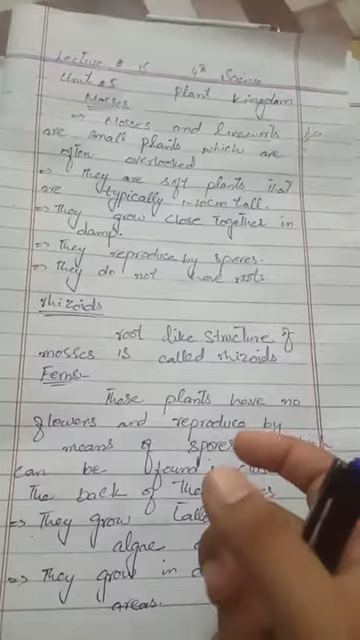 Lecture # 15 4th Science
Unit #5 Plant Kingdom
Mosses
⇒ Mosses and liverworts
are small plants which are
often overlooked
⇒ They are soft plants that
are typically 1-10cm tall.
⇒ They grow close together in
damp.
⇒ They reproduce by spores.
⇒ They do not have roots
rhizoids
root like structure of
mosses is called rhizoids
Ferns-
These plants have no
flowers and reproduce by
means of spores
can be found
The back of
⇒ They grow
algae
⇒ They grow in
areas.